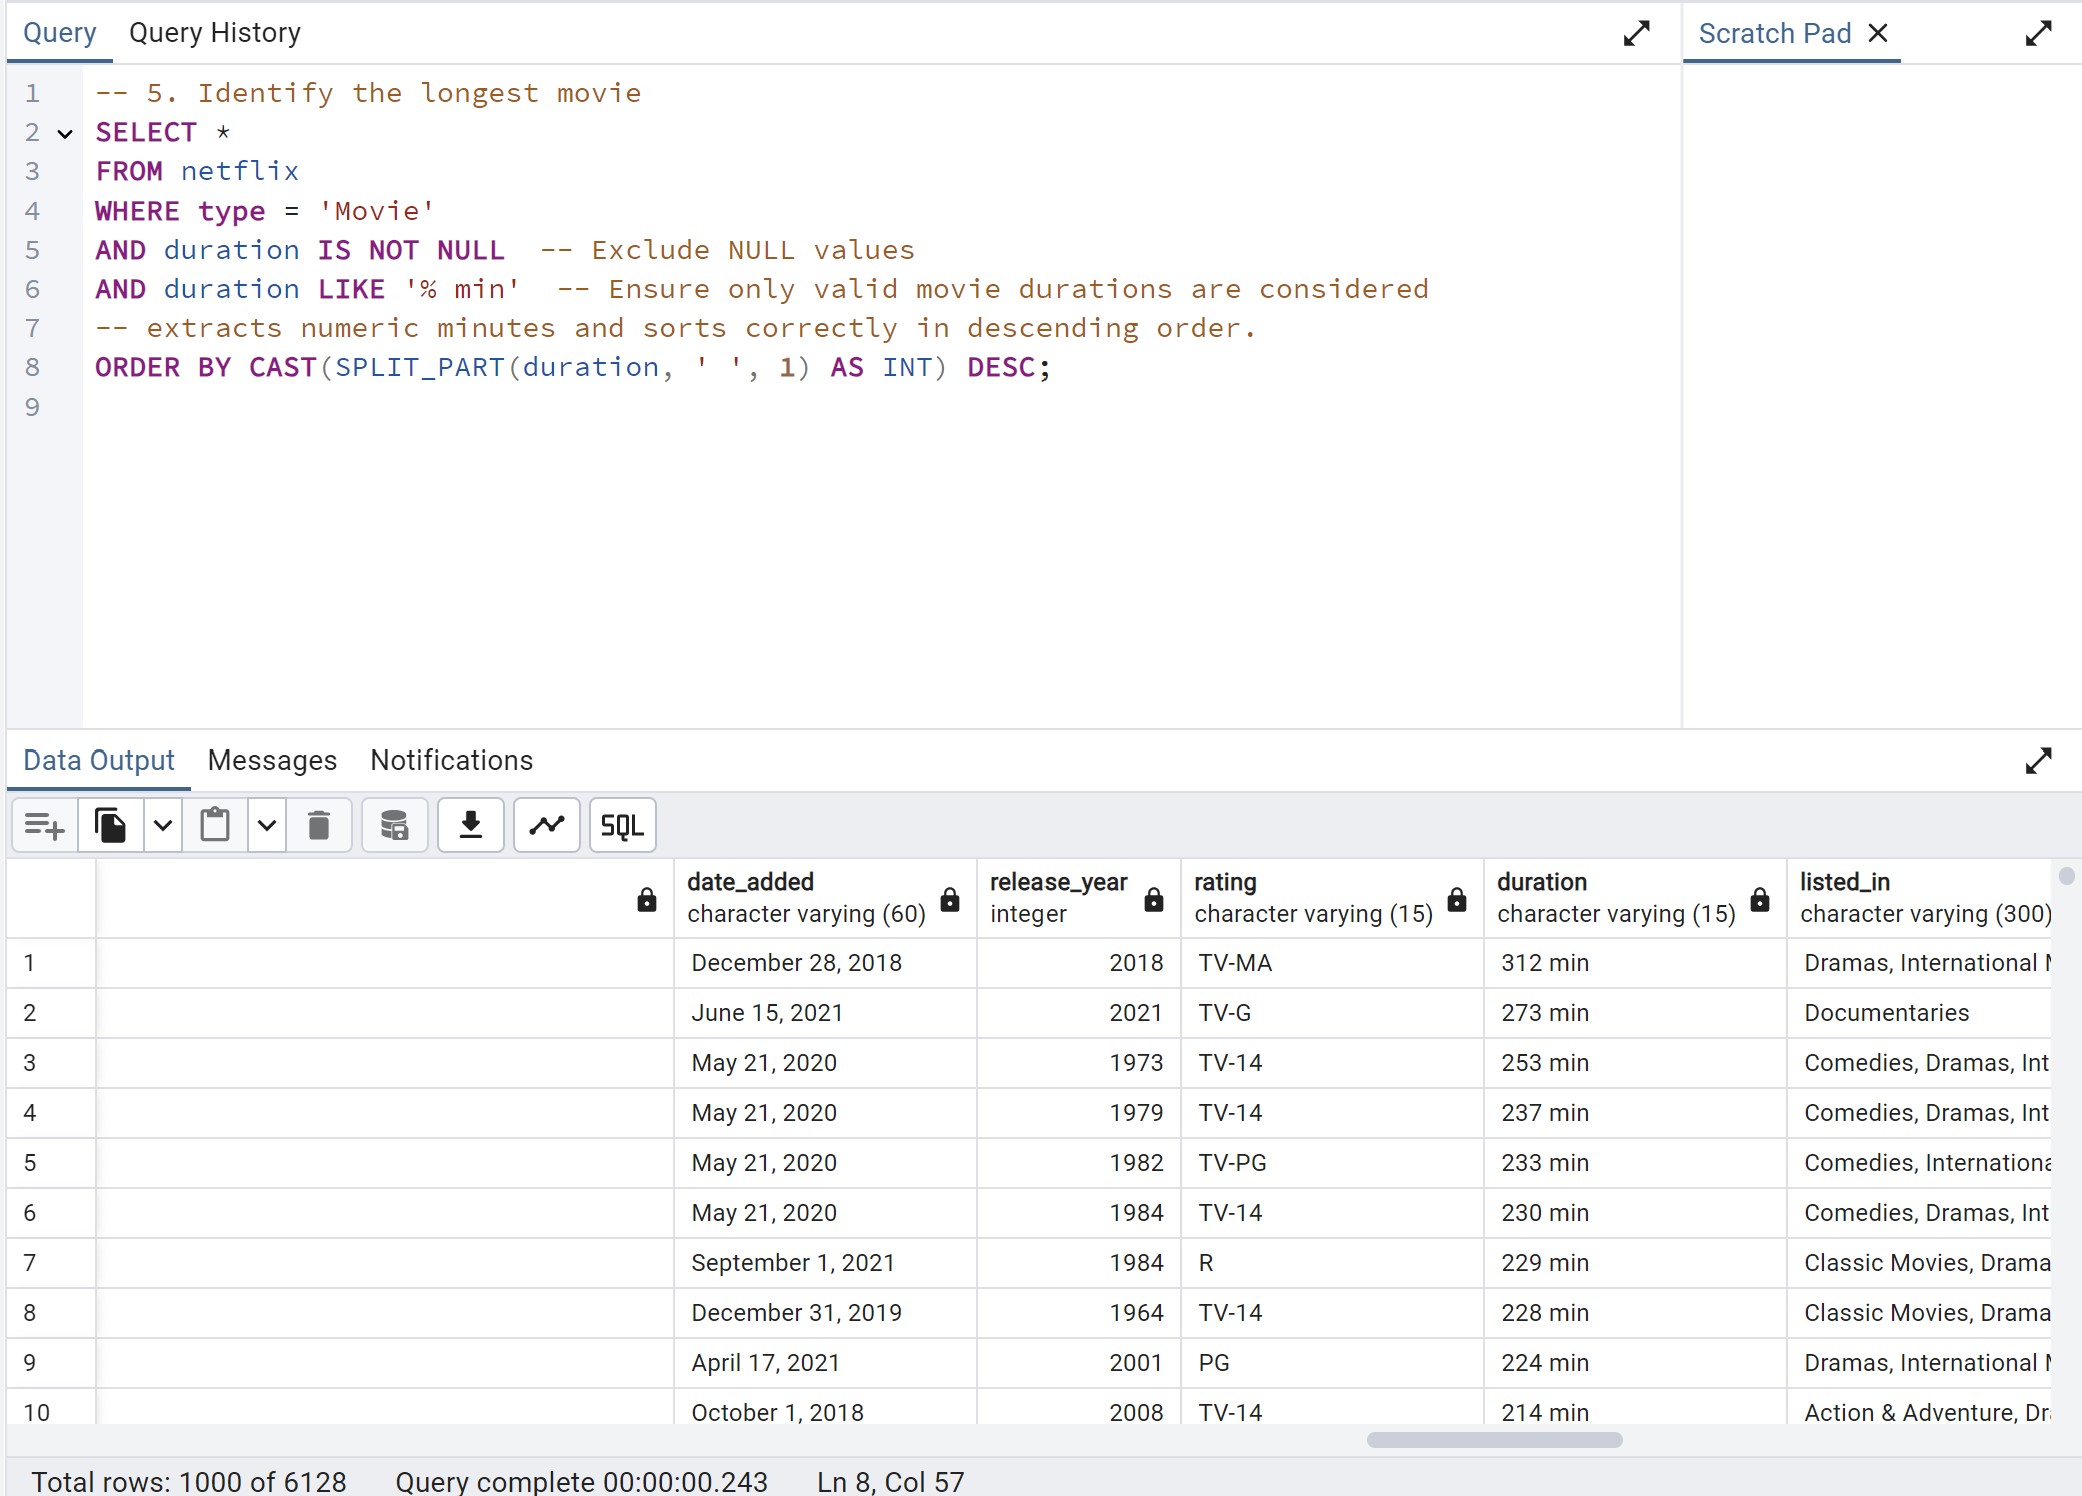 Query Query History Scratch Pad
1 -- 5. Identify the longest movie
2 SELECT *
3 FROM netflix
4 WHERE type = 'Movie'
5 AND duration IS NOT NULL  -- Exclude NULL values
6 AND duration LIKE '% min'  -- Ensure only valid movie durations are considered
7 -- extracts numeric minutes and sorts correctly in descending order.
8 ORDER BY CAST(SPLIT_PART(duration, ' ', 1) AS INT) DESC;
9
Data Output Messages Notifications
SQL
date_added release_year rating duration listed_in
character varying (60) integer character varying (15) character varying (15) character varying (300)
1 December 28, 2018 2018 TV-MA 312 min Dramas, International
2 June 15, 2021 2021 TV-G 273 min Documentaries
3 May 21, 2020 1973 TV-14 253 min Comedies, Dramas, Int
4 May 21, 2020 1979 TV-14 237 min Comedies, Dramas, Int
5 May 21, 2020 1982 TV-PG 233 min Comedies, Internationa
6 May 21, 2020 1984 TV-14 230 min Comedies, Dramas, Int
7 September 1, 2021 1984 R 229 min Classic Movies, Drama
8 December 31, 2019 1964 TV-14 228 min Classic Movies, Drama
9 April 17, 2021 2001 PG 224 min Dramas, International
10 October 1, 2018 2008 TV-14 214 min Action & Adventure, Dr
Total rows: 1000 of 6128 Query complete 00:00:00.243 Ln 8, Col 57